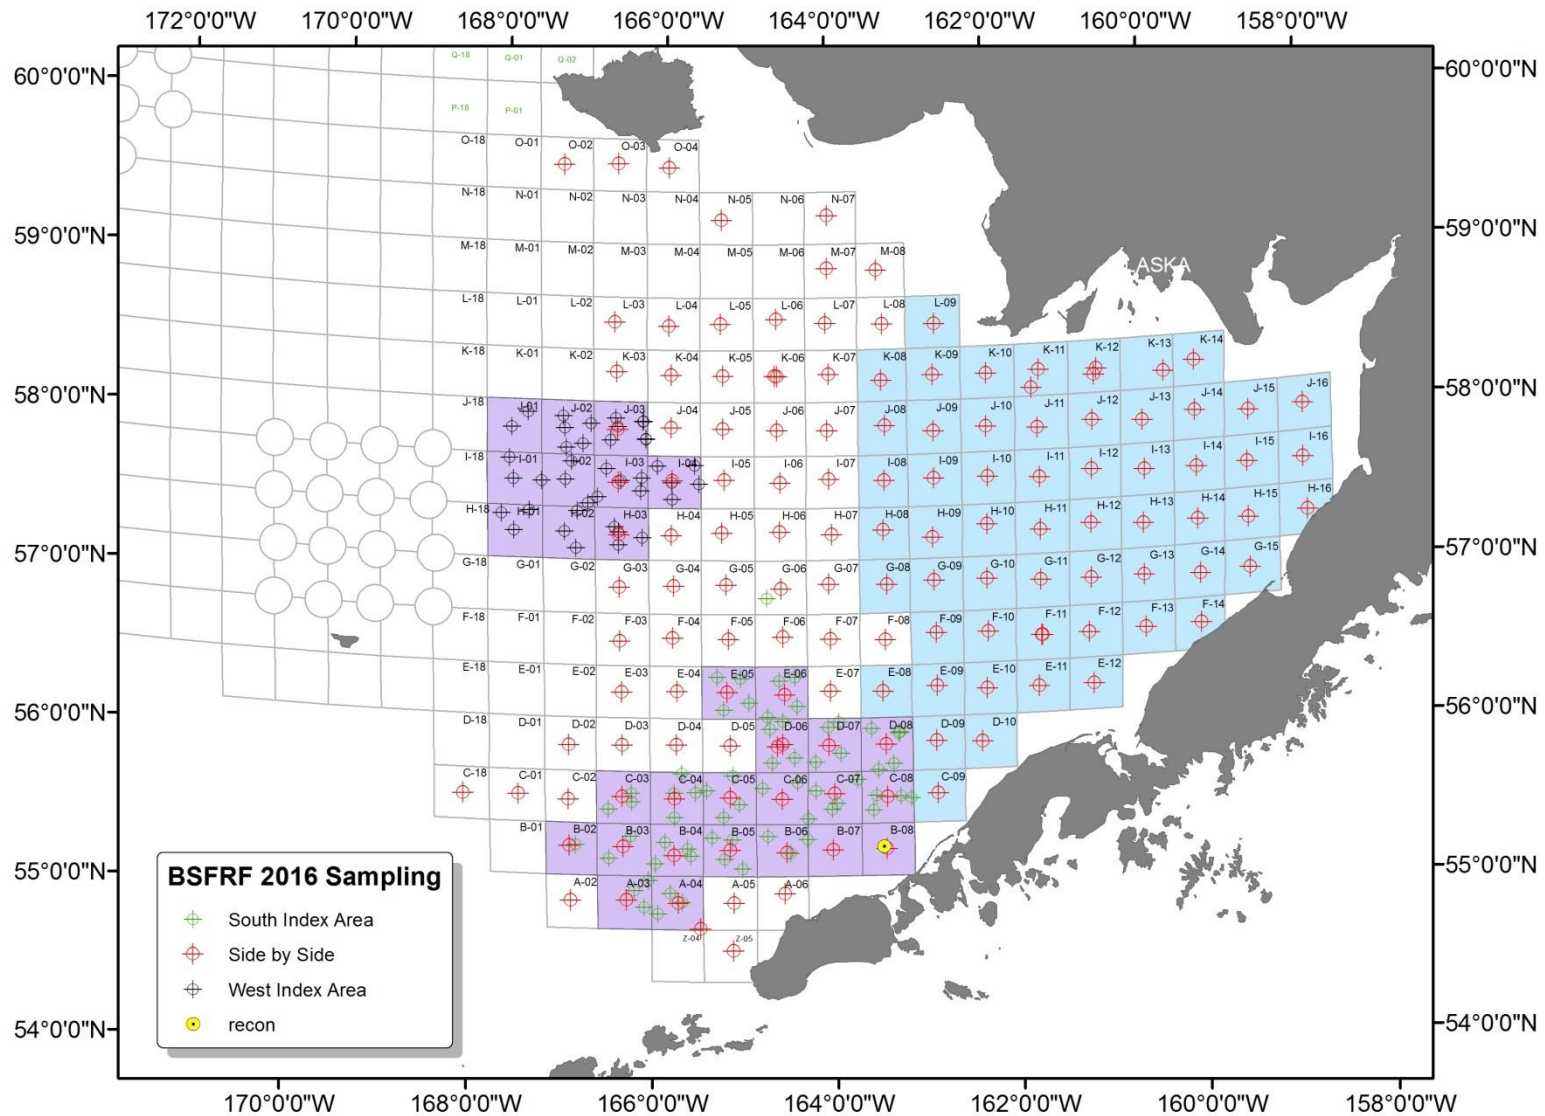 172°0'0"W 170°0'0"W 168°0'0"W 166°0'0"W 164°0'0"W 162°0'0"W 160°0'0"W 158°0'0"W
60°0'0"N 60°0'0"N
Q-18 Q-01 Q-02
P-18 P-01
O-18 O-01 O-02 O-03 O-04
N-18 N-01 N-02 N-03 N-04 N-05 N-06 N-07
59°0'0"N 59°0'0"N
M-18 M-01 M-02 M-03 M-04 M-05 M-06 M-07 M-08
LASKA
L-18 L-01 L-02 L-03 L-04 L-05 L-06 L-07 L-08 L-09
K-18 K-01 K-02 K-03 K-04 K-05 K-06 K-07 K-08 K-09 K-10 K-11 K-12 K-13 K-14
58°0'0"N 58°0'0"N
J-18 J-01 J-02 J-03 J-04 J-05 J-06 J-07 J-08 J-09 J-10 J-11 J-12 J-13 J-14 J-15 J-16
I-18 I-01 I-02 I-03 I-04 I-05 I-06 I-07 I-08 I-09 I-10 I-11 I-12 I-13 I-14 I-15 I-16
H-18 H-01 H-02 H-03 H-04 H-05 H-06 H-07 H-08 H-09 H-10 H-11 H-12 H-13 H-14 H-15 H-16
57°0'0"N 57°0'0"N
G-18 G-01 G-02 G-03 G-04 G-05 G-06 G-07 G-08 G-09 G-10 G-11 G-12 G-13 G-14 G-15
F-18 F-01 F-02 F-03 F-04 F-05 F-06 F-07 F-08 F-09 F-10 F-11 F-12 F-13 F-14
E-18 E-01 E-02 E-03 E-04 E-05 E-06 E-07 E-08 E-09 E-10 E-11 E-12
56°0'0"N 56°0'0"N
D-18 D-01 D-02 D-03 D-04 D-05 D-06 D-07 D-08 D-09 D-10
C-18 C-01 C-02 C-03 C-04 C-05 C-06 C-07 C-08 C-09
B-01 B-02 B-03 B-04 B-05 B-06 B-07 B-08
55°0'0"N 55°0'0"N
A-02 A-03 A-04 A-05 A-06
Z-04 Z-05
BSFRF 2016 Sampling
South Index Area
Side by Side
West Index Area
recon
54°0'0"N 54°0'0"N
170°0'0"W 168°0'0"W 166°0'0"W 164°0'0"W 162°0'0"W 160°0'0"W 158°0'0"W